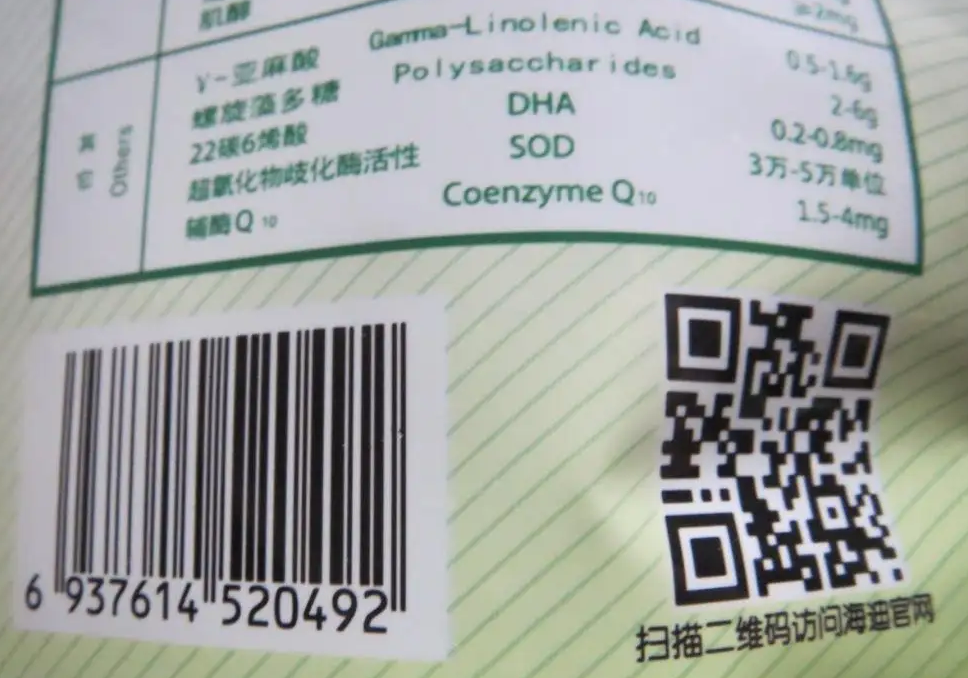 肌醇 ≥2mg
γ-亚麻酸 Gamma-Linolenic Acid 0.5-1.6g
螺旋藻多糖 Polysaccharides 2-6g
22碳6烯酸 DHA 0.2-0.8mg
超氧化物歧化酶活性 SOD 3万-5万单位
辅酶Q10 Coenzyme Q10 1.5-4mg
其它
Others
6 937614 520492
扫描二维码访问海迪官网